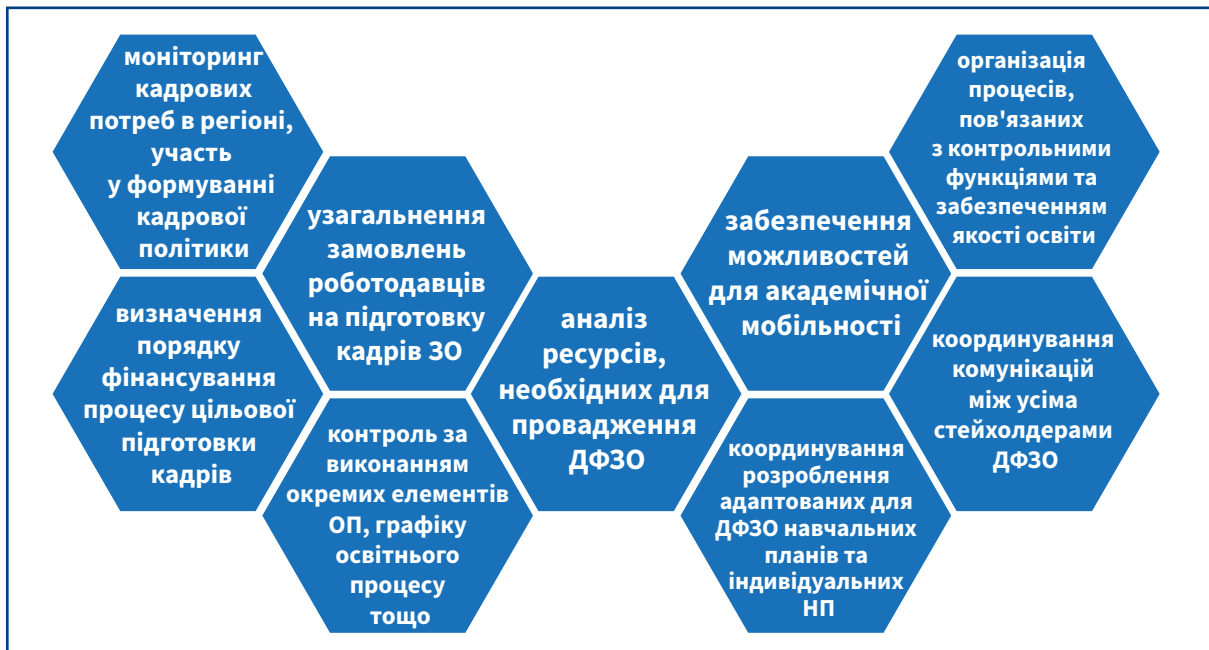 моніторинг
кадрових
потреб в регіоні,
участь
у формуванні
кадрової
політики
визначення
порядку
фінансування
процесу цільової
підготовки
кадрів
узагальнення
замовлень
роботодавців
на підготовку
кадрів ЗО
контроль за
виконанням
окремих елементів
ОП, графіку
освітнього
процесу
тощо
аналіз
ресурсів,
необхідних для
провадження
ДФЗО
забезпечення
можливостей
для академічної
мобільності
координування
розроблення
адаптованих для
ДФЗО навчальних
планів та
індивідуальних
НП
організація
процесів,
пов'язаних
з контрольними
функціями та
забезпеченням
якості освіти
координування
комунікацій
між усіма
стейхолдерами
ДФЗО